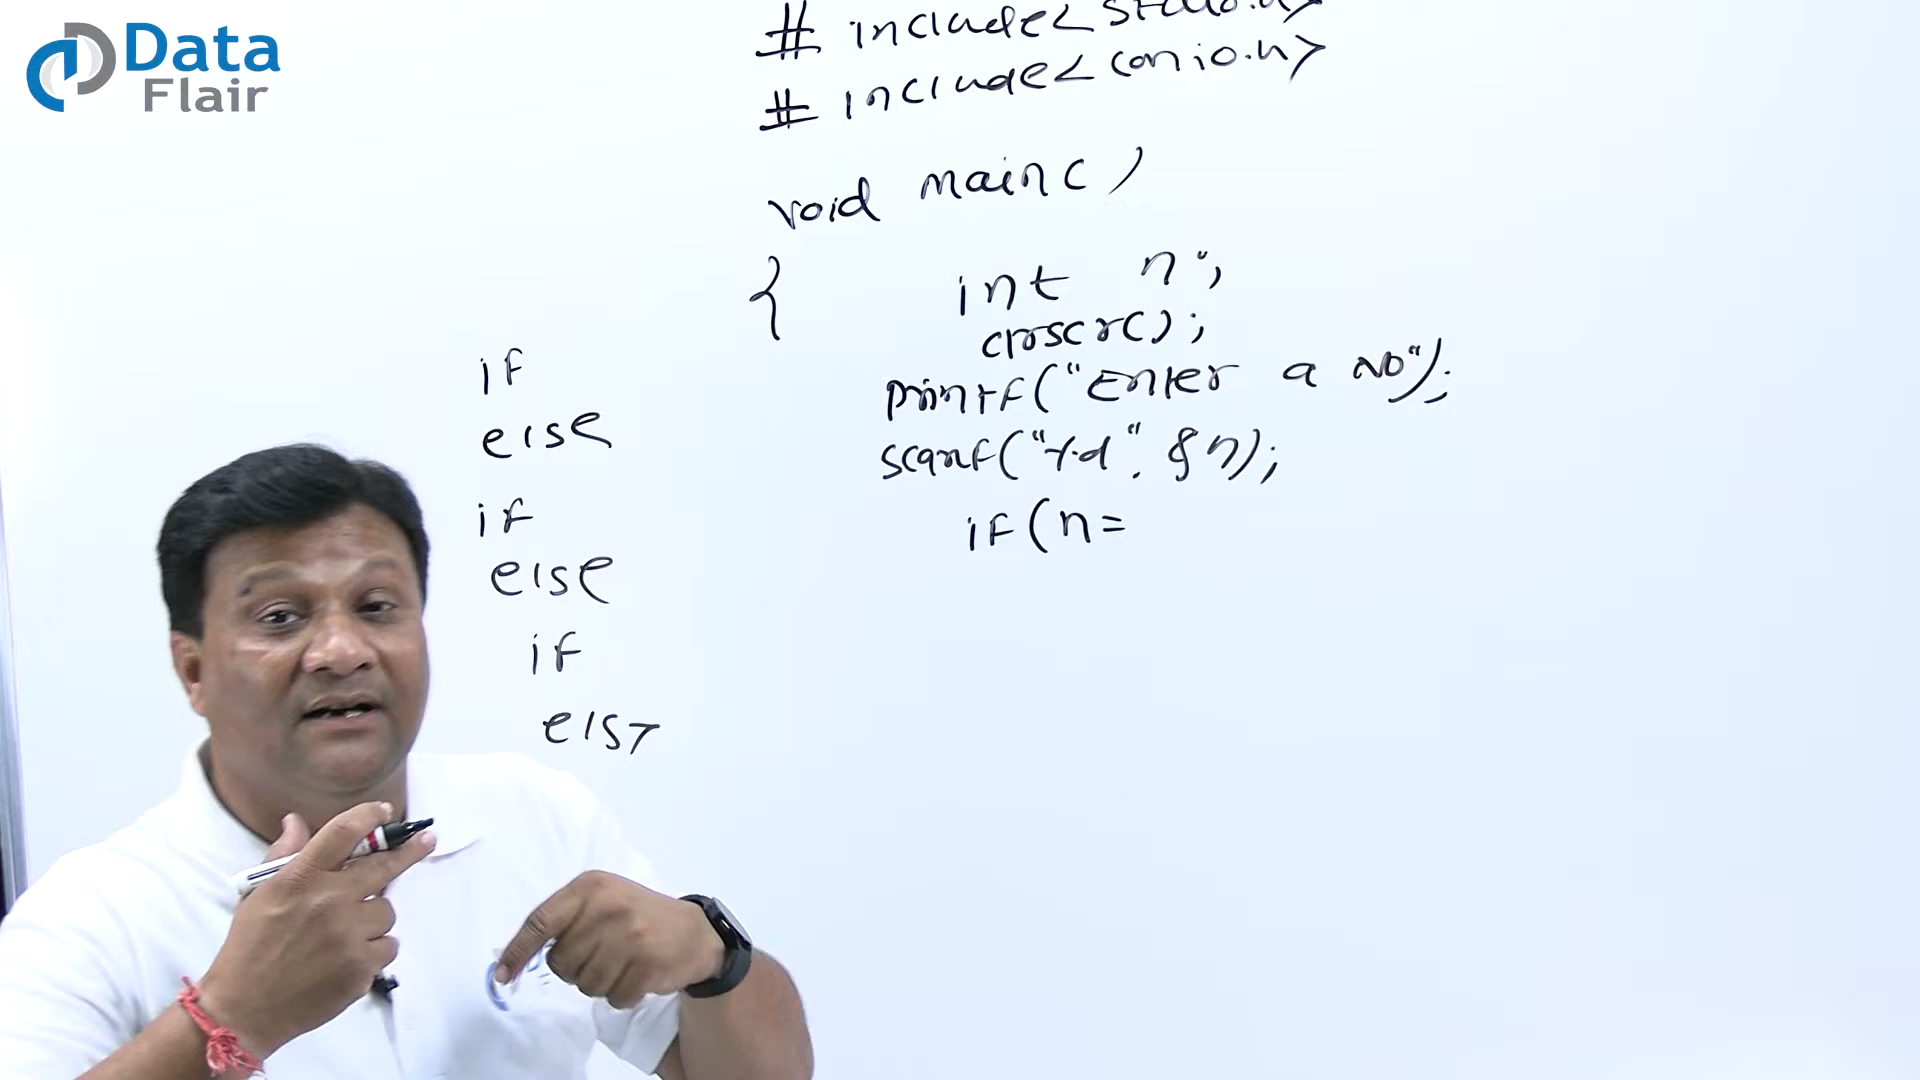 Data
Flair
# include<stdio.h>
# include<conio.h>
void main()
{ int n;
clrscr();
printf("Enter a No");
scanf("%d", &n);
if(n=
if
else
if
else
if
else